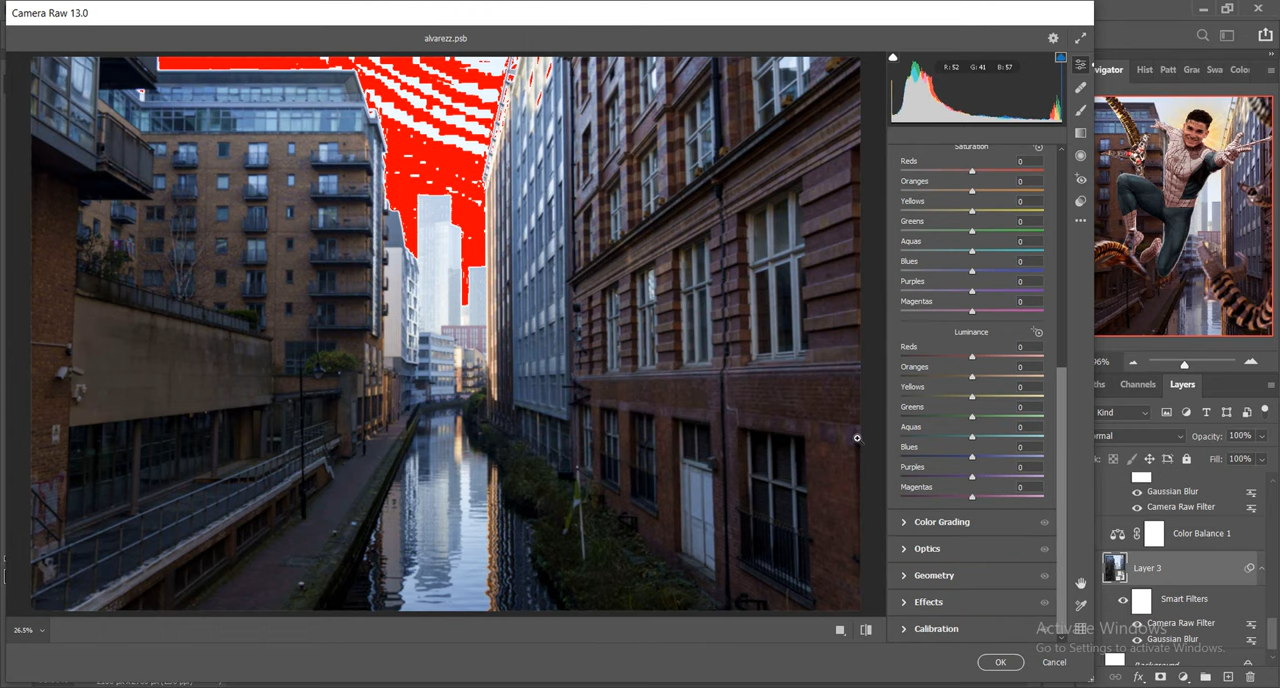 Camera Raw 13.0
alvarezz.psb
R: 52 G: 41 B: 57
Saturation
Reds 0
Oranges 0
Yellows 0
Greens 0
Aquas 0
Blues 0
Purples 0
Magentas 0
Luminance
Reds 0
Oranges 0
Yellows 0
Greens 0
Aquas 0
Blues 0
Purples 0
Magentas 0
Color Grading
Optics
Geometry
Effects
Calibration
26.5%
OK Cancel
vigator Hist Patt Grac Swa Color
96%
ths Channels Layers
Kind
rmal Opacity: 100%
k: Fill: 100%
Gaussian Blur
Camera Raw Filter
Color Balance 1
Layer 3
Smart Filters
Camera Raw Filter
Gaussian Blur
Background
Activate Windows
Go to Settings to activate Windows.
fx